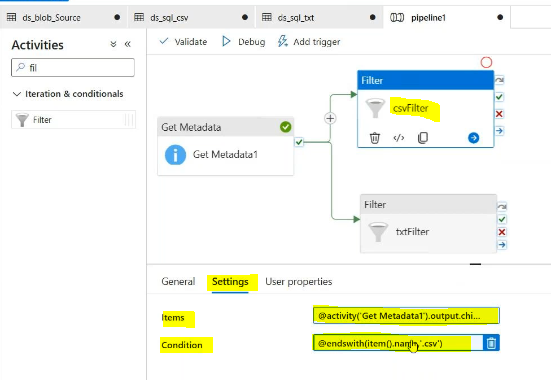 ds_blob_Source
ds_sql_csv
ds_sql_txt
pipeline1
Activities
fil
Iteration & conditionals
Filter
Validate
Debug
Add trigger
Get Metadata
Get Metadata1
Filter
csvFilter
Filter
txtFilter
General
Settings
User properties
Items
@activity('Get Metadata1').output.chi...
Condition
@endswith(item().name,'.csv')